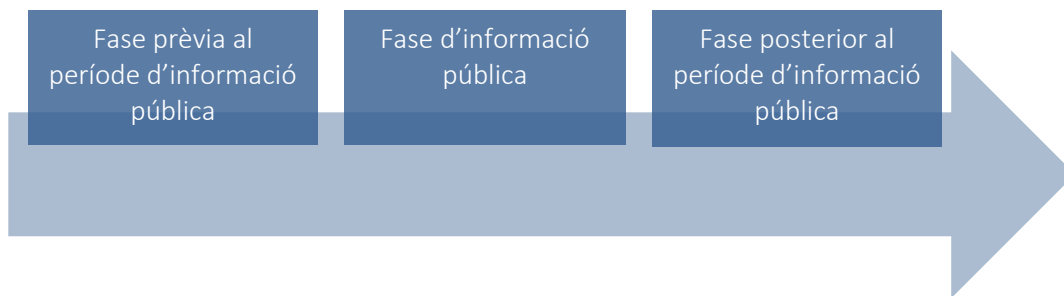 Fase prèvia al
període d’informació
pública
Fase d’informació
pública
Fase posterior al
període d’informació
pública